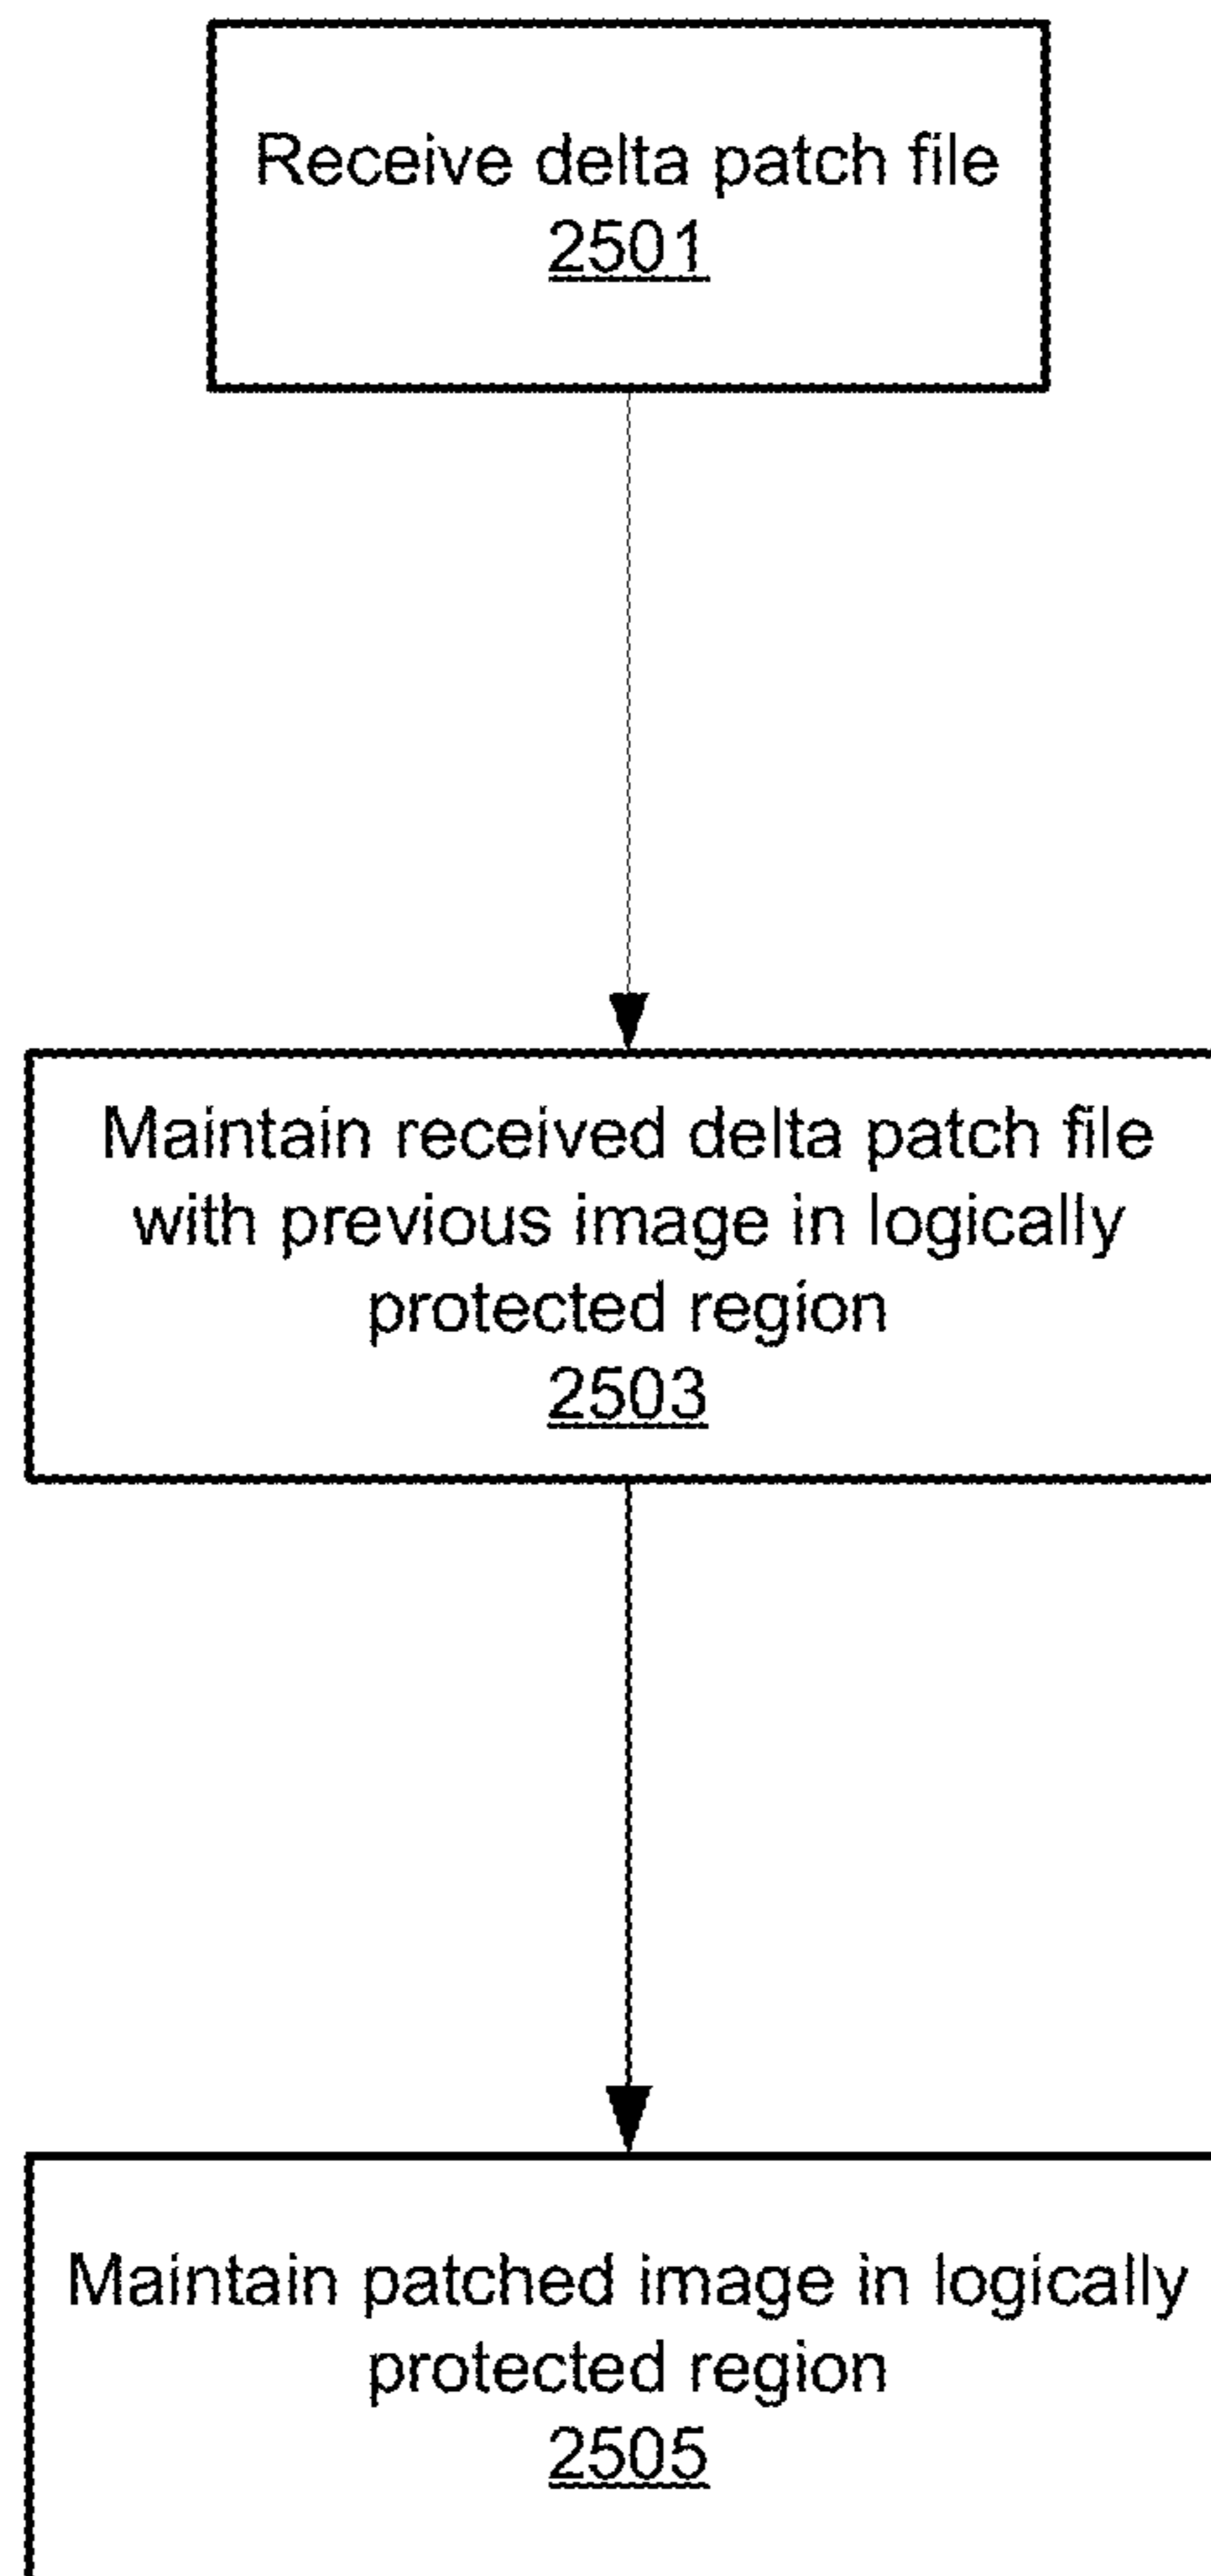 Receive delta patch file
2501
Maintain received delta patch file
with previous image in logically
protected region
2503
Maintain patched image in logically
protected region
2505